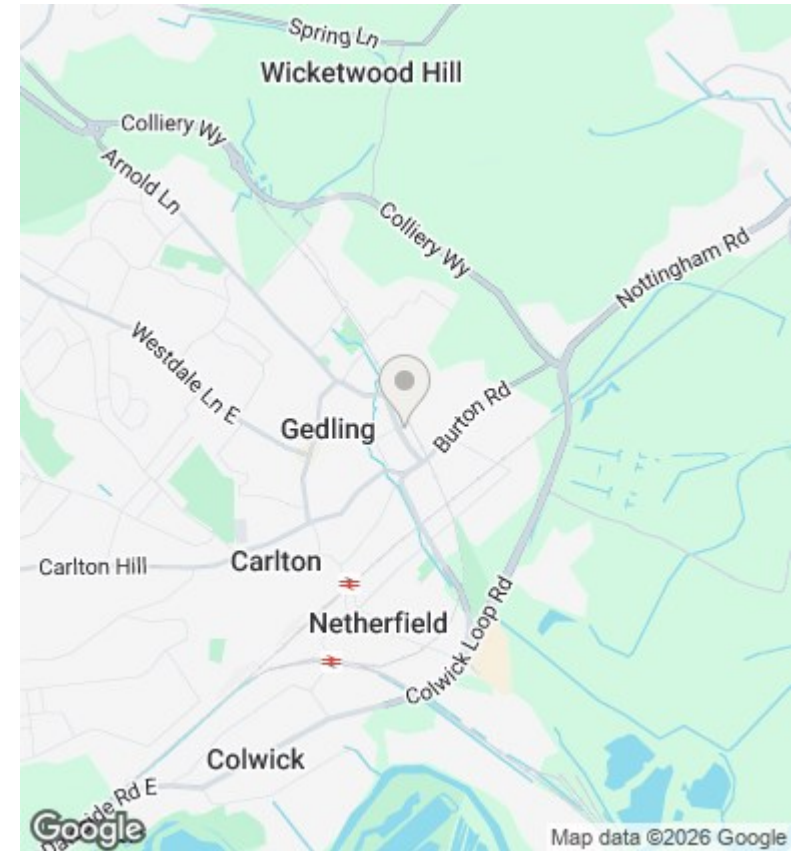 Spring Ln
Wicketwood Hill
Colliery Wy
Arnold Ln
Colliery Wy
Nottingham Rd
Westdale Ln E
Gedling
Burton Rd
Carlton Hill
Carlton
Netherfield
Colwick Loop Rd
Colwick
Rd E
Google
Map data ©2026 Google